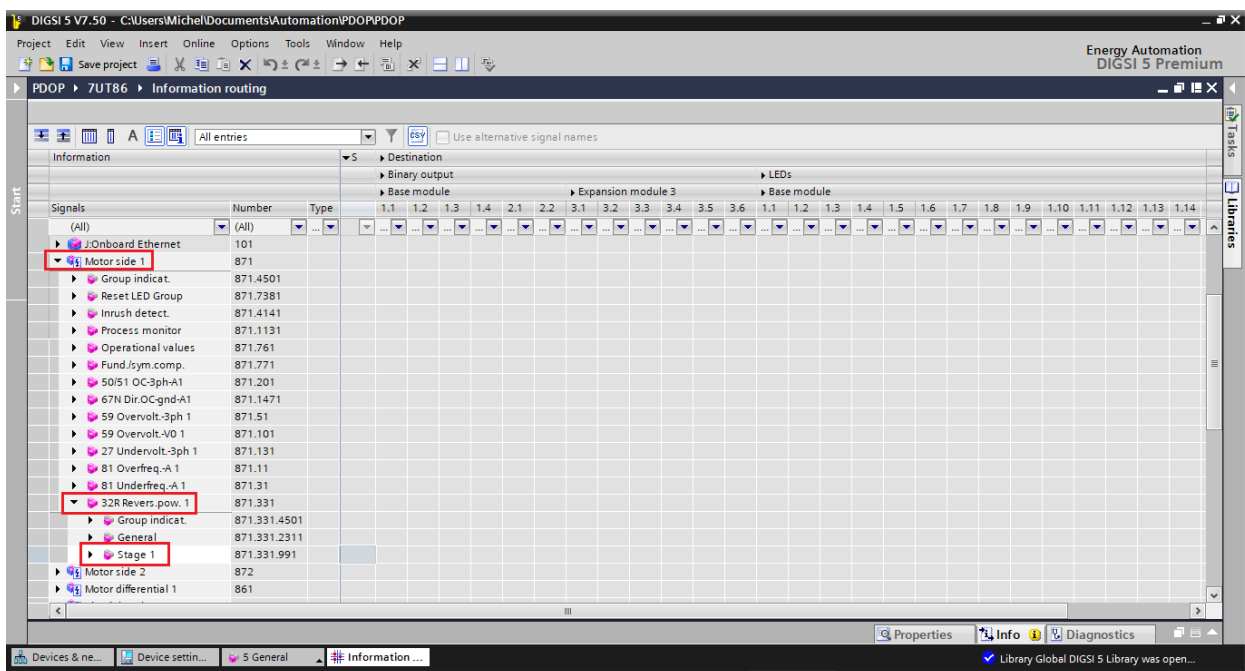 DIGSI 5 V7.50 - C:\Users\Michel\Documents\Automation\PDOP\PDOP
Project Edit View Insert Online Options Tools Window Help
Energy Automation
DIGSI 5 Premium
Save project
PDOP 7UT86 Information routing
A All entries CSV Use alternative signal names
Information S Destination
Binary output LEDs
Base module Expansion module 3 Base module
Signals Number Type 1.1 1.2 1.3 1.4 2.1 2.2 3.1 3.2 3.3 3.4 3.5 3.6 1.1 1.2 1.3 1.4 1.5 1.6 1.7 1.8 1.9 1.10 1.11 1.12 1.13 1.14
(All) (All) ... ... ... ... ... ... ... ... ... ... ... ... ... ... ... ... ... ... ... ... ... ... ... ... ... ... ...
J:Onboard Ethernet 101
Motor side 1 871
Group indicat. 871.4501
Reset LED Group 871.7381
Inrush detect. 871.4141
Process monitor 871.1131
Operational values 871.761
Fund./sym.comp. 871.771
50/51 OC-3ph-A1 871.201
67N Dir.OC-gnd-A1 871.1471
59 Overvolt.-3ph 1 871.51
59 Overvolt.-V0 1 871.101
27 Undervolt.-3ph 1 871.131
81 Overfreq.-A 1 871.11
81 Underfreq.-A 1 871.31
32R Revers.pow. 1 871.331
Group indicat. 871.331.4501
General 871.331.2311
Stage 1 871.331.991
Motor side 2 872
Motor differential 1 861
Start
Tasks
Libraries
Properties Info Diagnostics
Devices & ne... Device settin... 5 General Information ... Library Global DIGSI 5 Library was open...